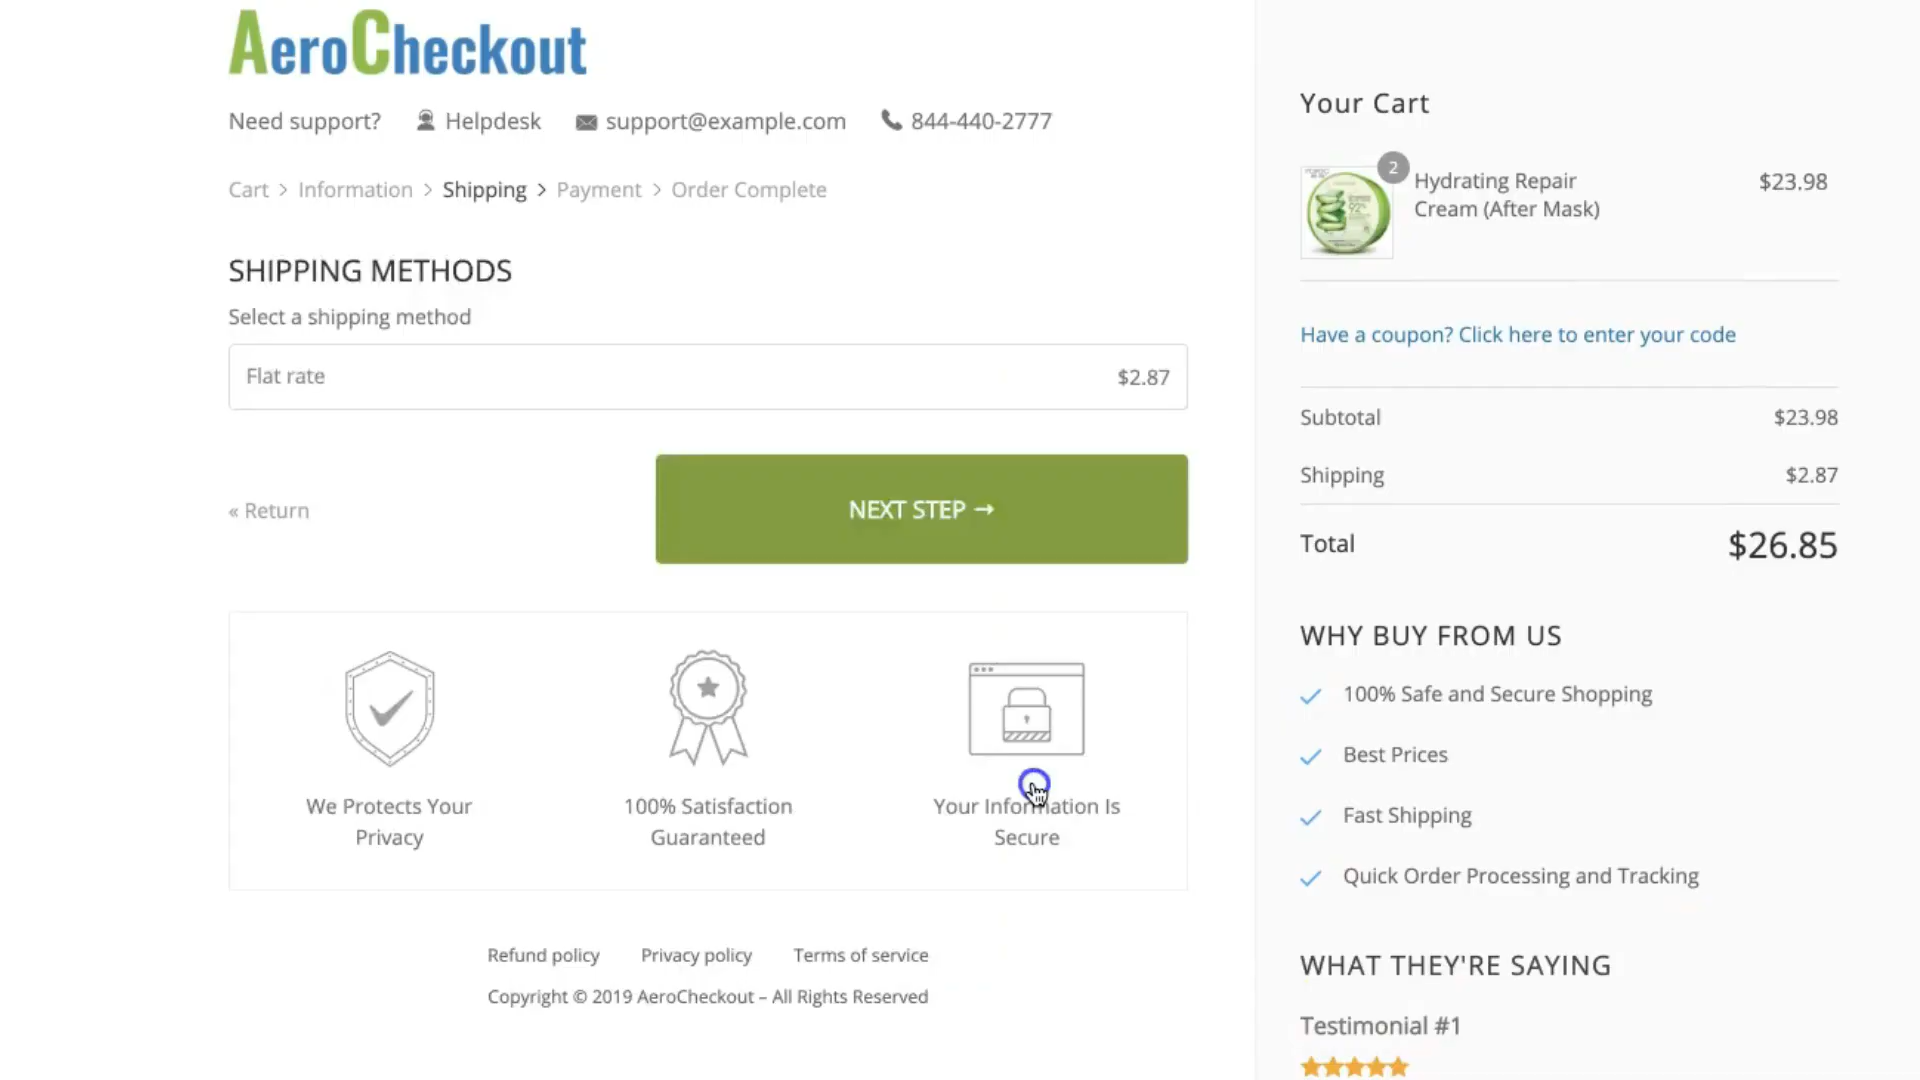 AeroCheckout
Need support? Helpdesk support@example.com 844-440-2777
Cart > Information > Shipping > Payment > Order Complete
SHIPPING METHODS
Select a shipping method
Flat rate $2.87
« Return
NEXT STEP →
We Protects Your
Privacy
100% Satisfaction
Guaranteed
Your Information Is
Secure
Refund policy Privacy policy Terms of service
Copyright © 2019 AeroCheckout – All Rights Reserved
Your Cart
2
Hydrating Repair
Cream (After Mask)
$23.98
Have a coupon? Click here to enter your code
Subtotal $23.98
Shipping $2.87
Total $26.85
WHY BUY FROM US
100% Safe and Secure Shopping
Best Prices
Fast Shipping
Quick Order Processing and Tracking
WHAT THEY'RE SAYING
Testimonial #1